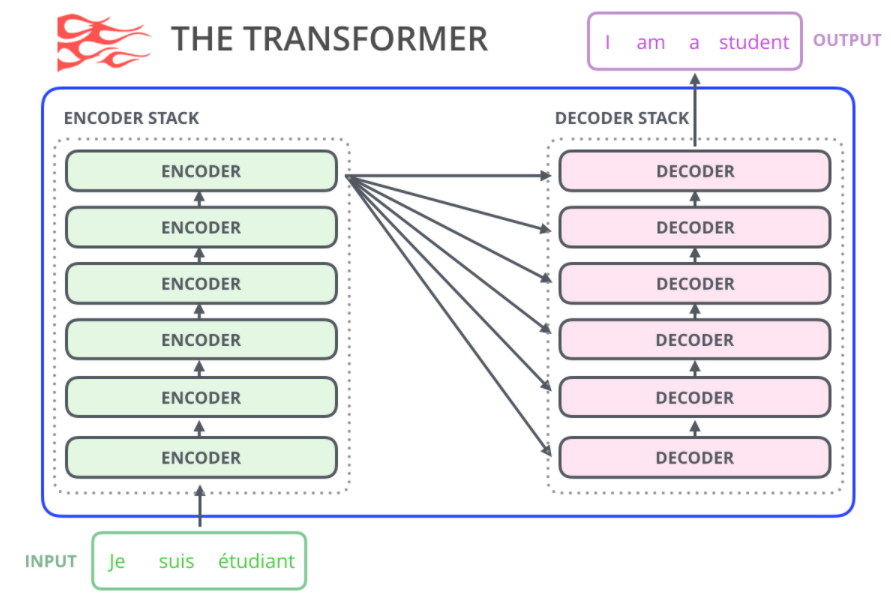 THE TRANSFORMER
I am a student
OUTPUT
ENCODER STACK
ENCODER
ENCODER
ENCODER
ENCODER
ENCODER
ENCODER
DECODER STACK
DECODER
DECODER
DECODER
DECODER
DECODER
DECODER
INPUT
Je suis étudiant